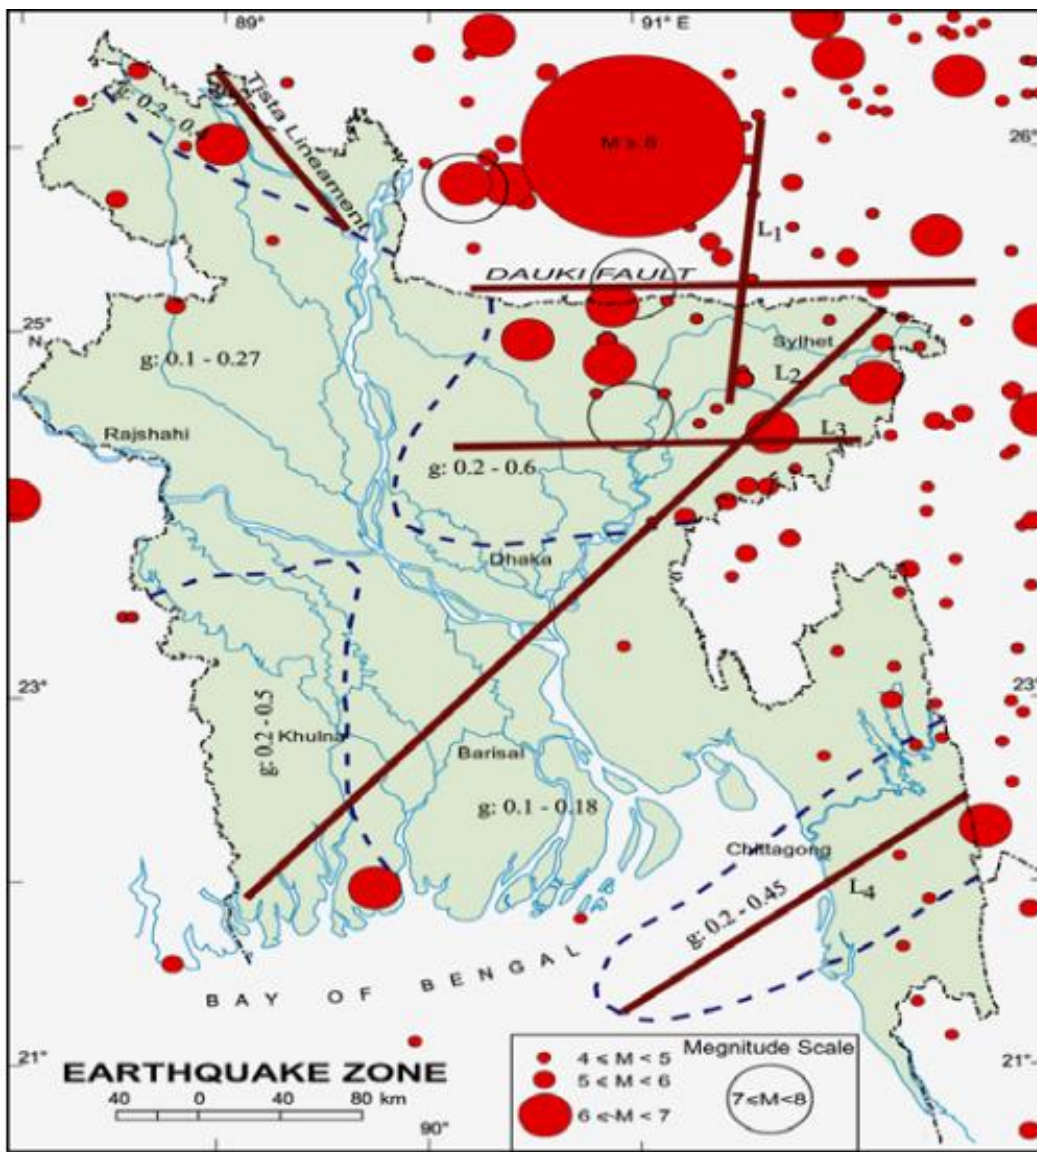 89°
91° E
Tista Lineament
g: 0.2 - 0.4
M ≥ 8
26°
L1
DAUKI FAULT
25°
N
Sylhet
g: 0.1 - 0.27
L2
Rajshahi
L3
g: 0.2 - 0.6
Dhaka
23°
23°
g: 0.2 - 0.5
Khulna
Barisal
g: 0.1 - 0.18
Chittagong
L4
g: 0.2 - 0.45
BAY OF BENGAL
Megnitude Scale
4 ≤ M < 5
5 ≤ M < 6
6 ≤ M < 7
7 ≤ M < 8
21°
21°
EARTHQUAKE ZONE
40 0 40 80 km
90°
91°